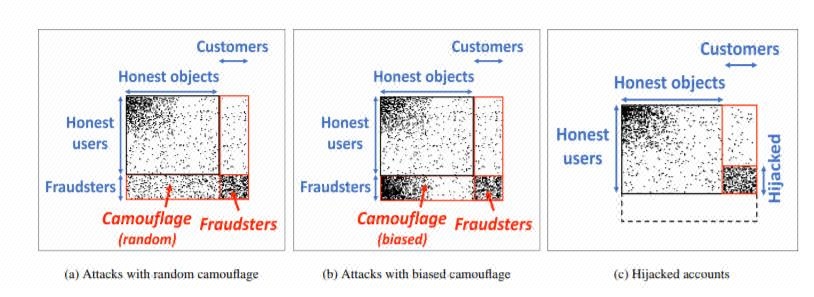 Customers
Honest objects
Honest
users
Fraudsters
Camouflage
(random)
Fraudsters
(a) Attacks with random camouflage
Customers
Honest objects
Honest
users
Fraudsters
Camouflage
(biased)
Fraudsters
(b) Attacks with biased camouflage
Customers
Honest objects
Honest
users
Hijacked
(c) Hijacked accounts